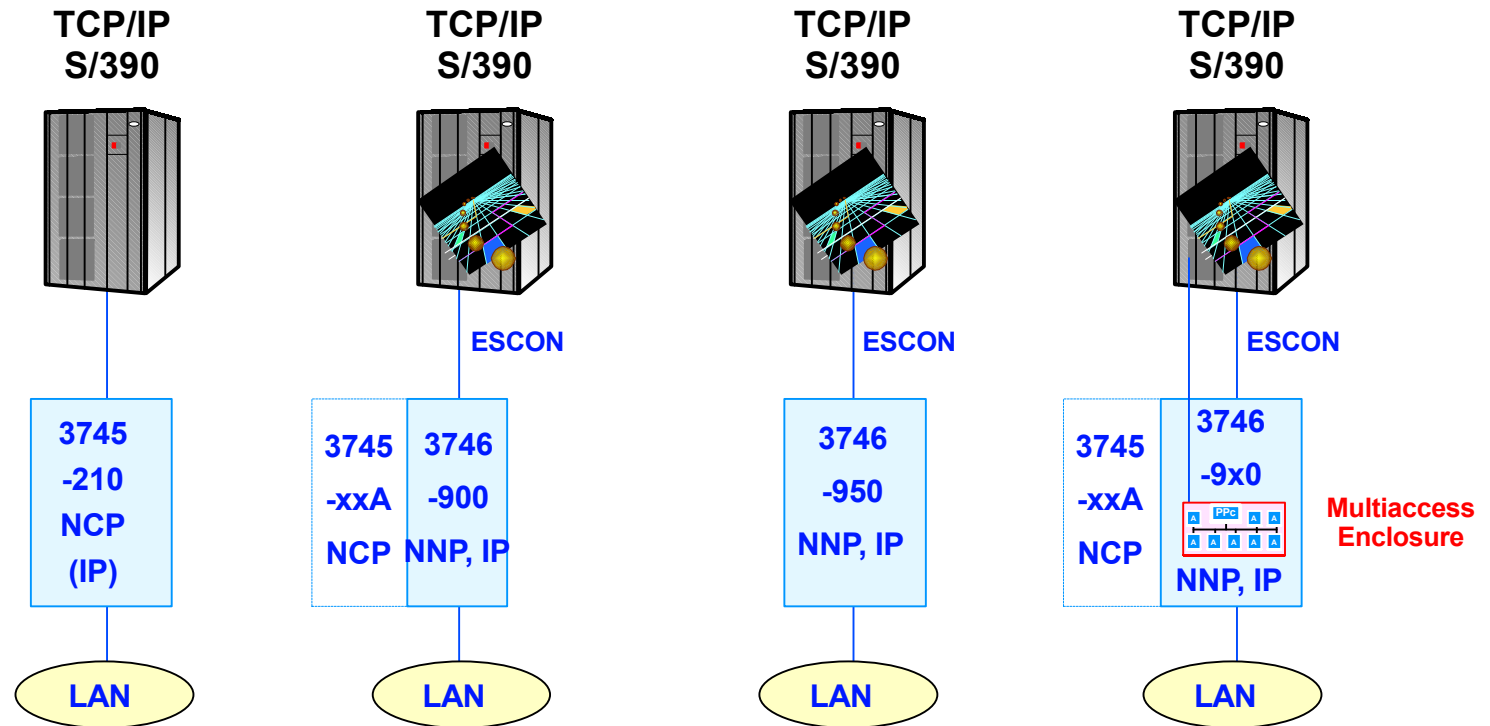 TCP/IP
S/390
TCP/IP
S/390
TCP/IP
S/390
TCP/IP
S/390
ESCON
ESCON
ESCON
3745
-210
NCP
(IP)
3745
-xxA
NCP
3746
-900
NNP, IP
3746
-950
NNP, IP
3745
-xxA
NCP
3746
-9x0
PPc
A
A
A
A
A
A
A
A
NNP, IP
Multiaccess
Enclosure
LAN
LAN
LAN
LAN